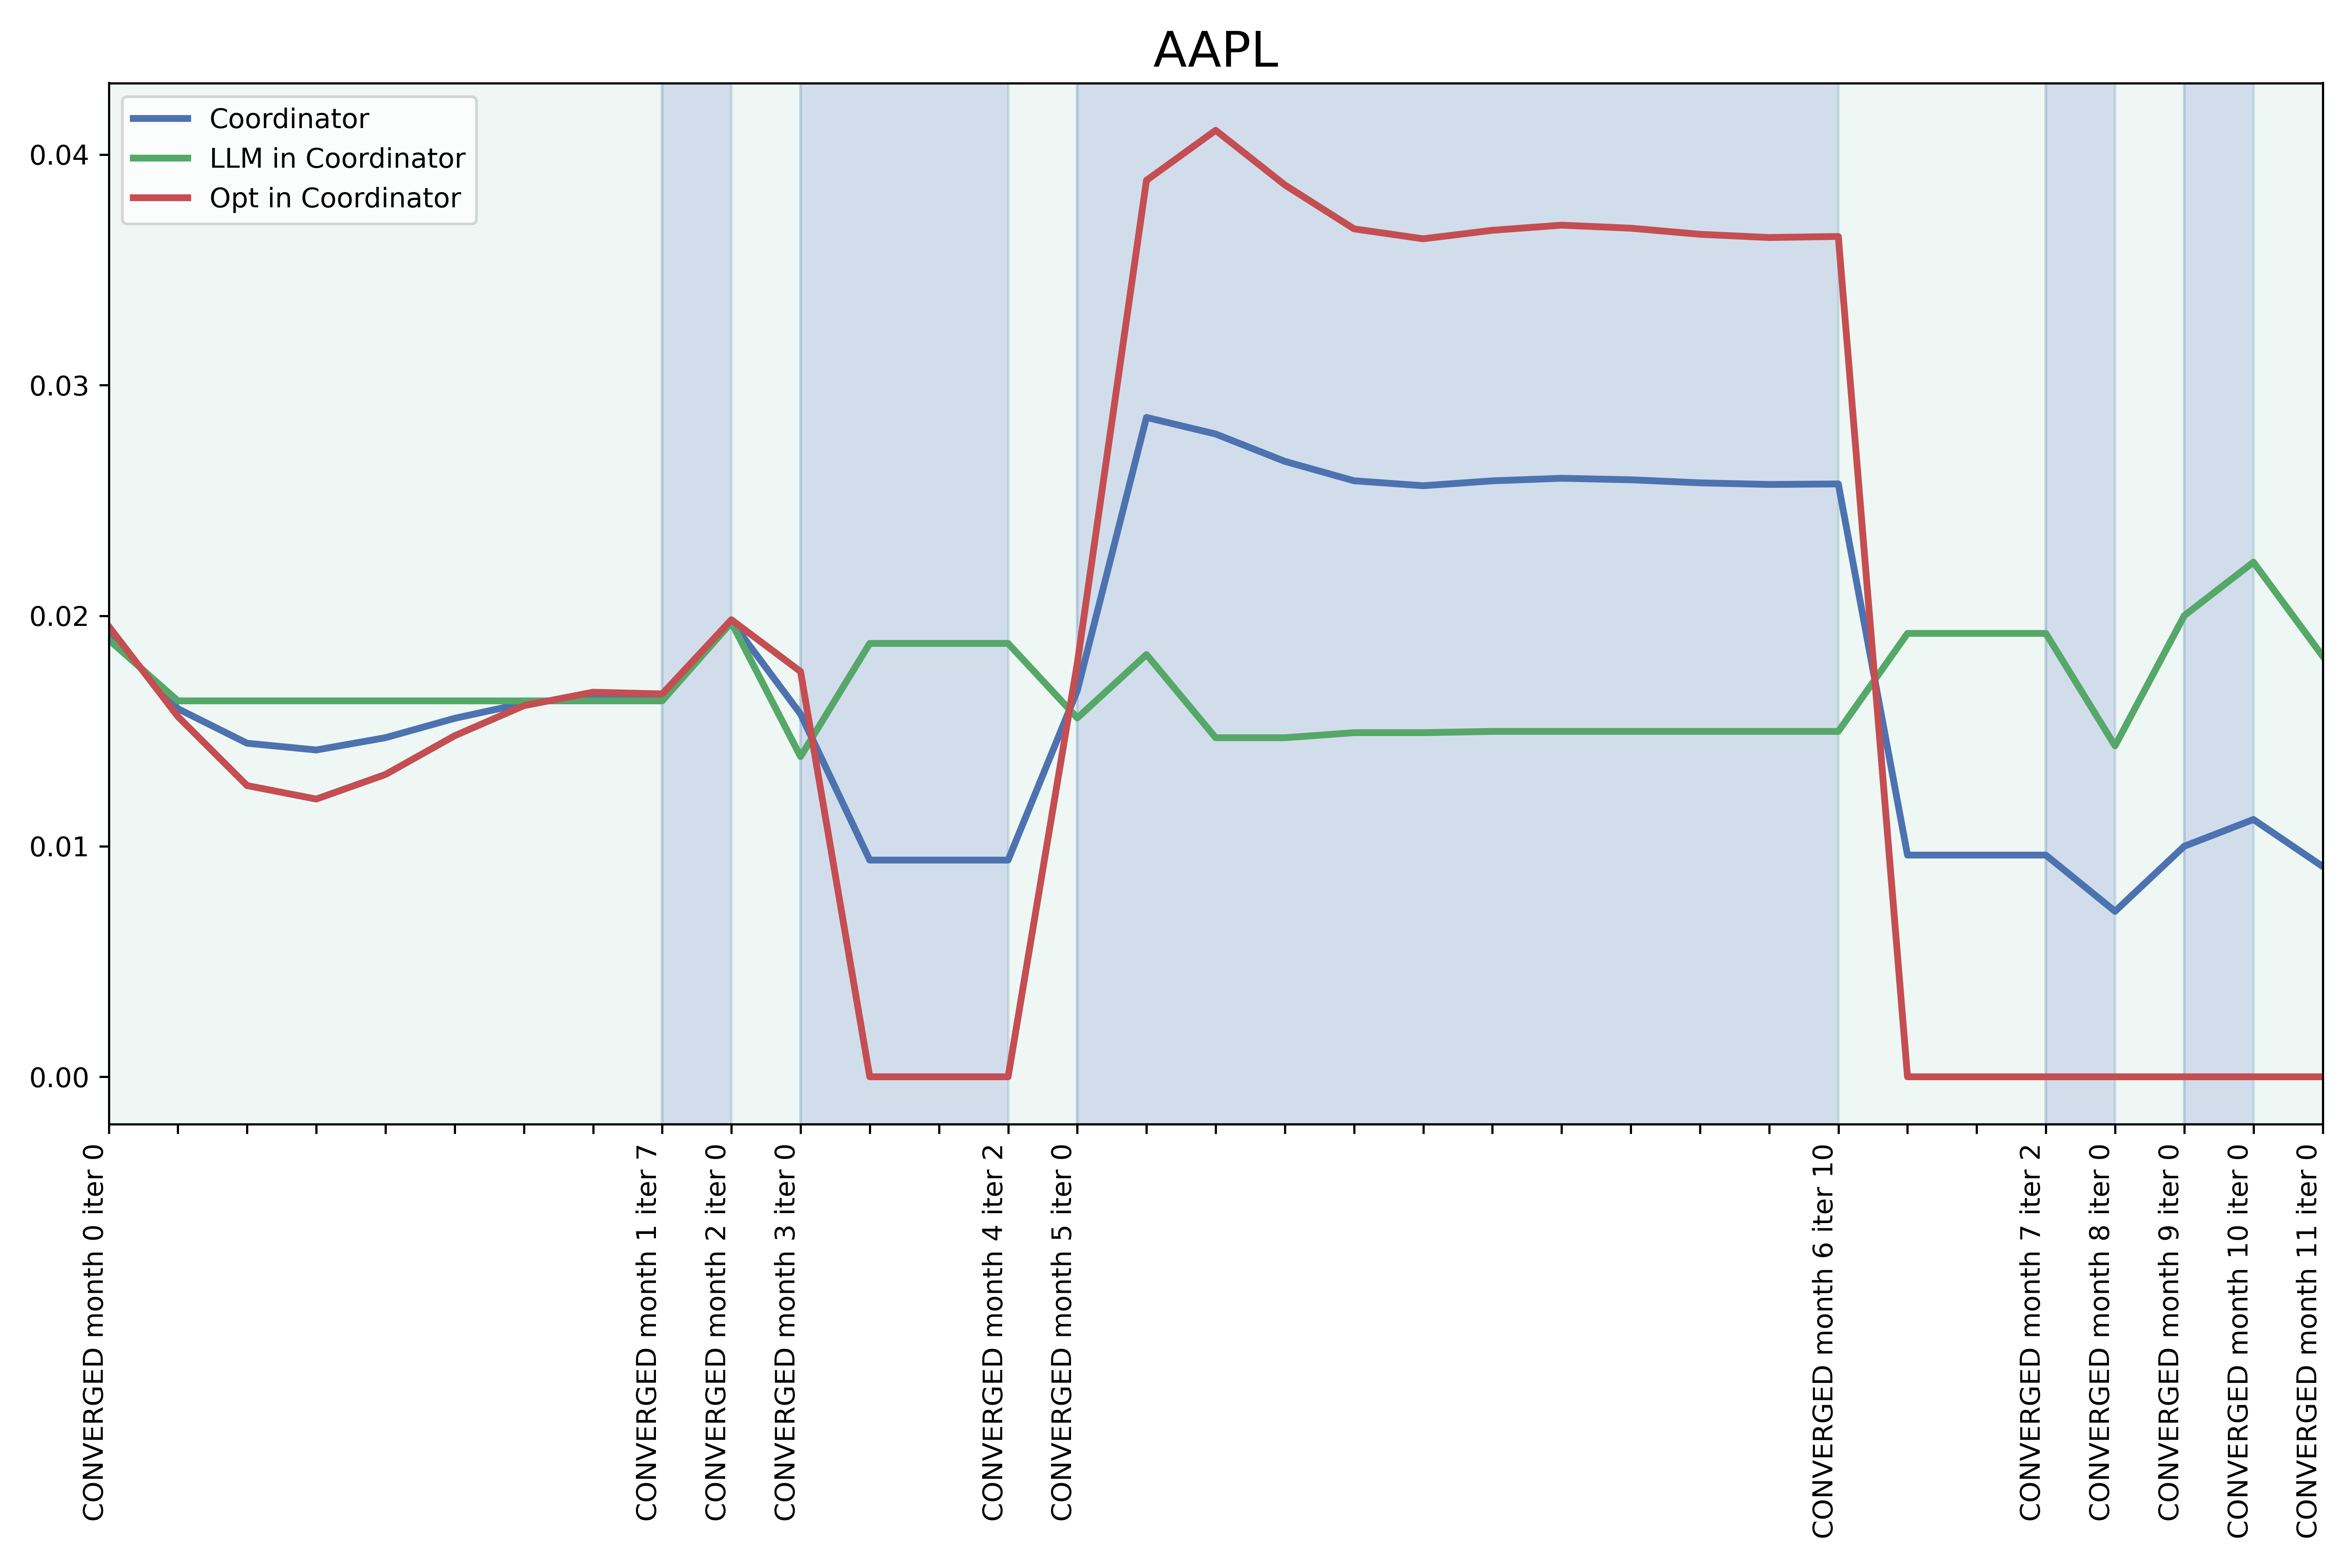 AAPL
Coordinator
LLM in Coordinator
Opt in Coordinator
0.04
0.03
0.02
0.01
0.00
CONVERGED month 0 iter 0
CONVERGED month 1 iter 7
CONVERGED month 2 iter 0
CONVERGED month 3 iter 0
CONVERGED month 4 iter 2
CONVERGED month 5 iter 0
CONVERGED month 6 iter 10
CONVERGED month 7 iter 2
CONVERGED month 8 iter 0
CONVERGED month 9 iter 0
CONVERGED month 10 iter 0
CONVERGED month 11 iter 0